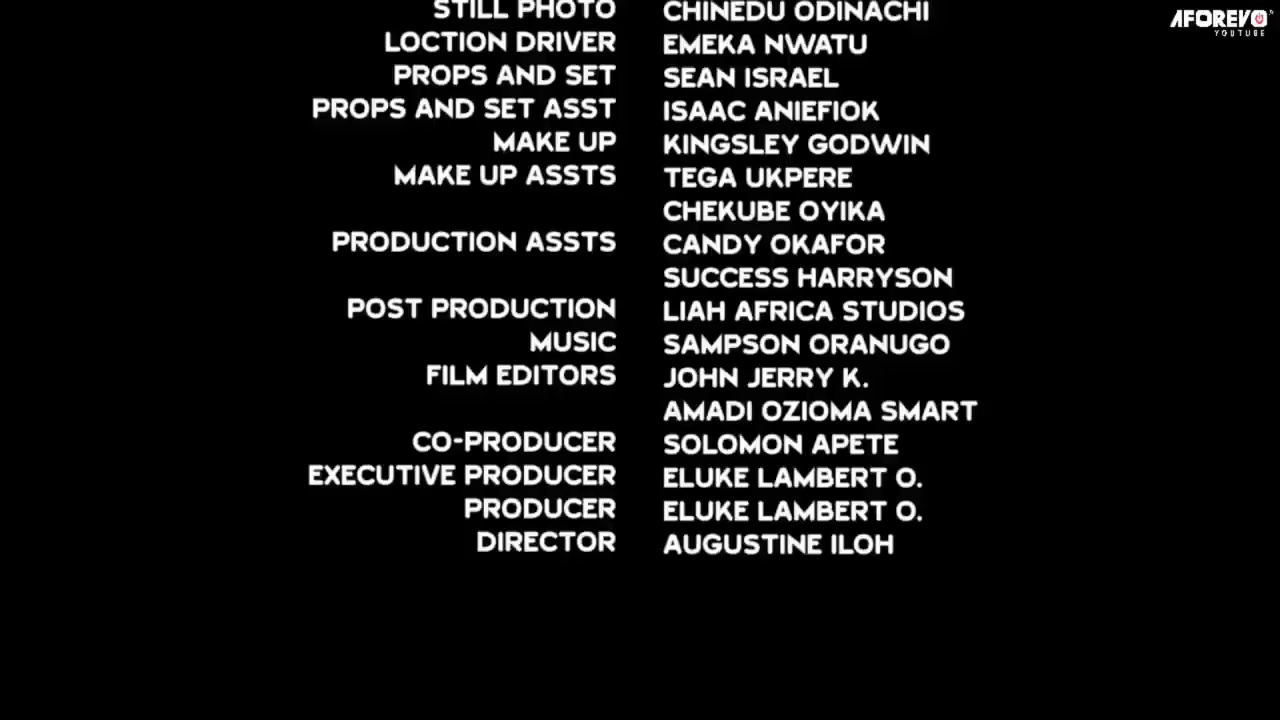 STILL PHOTO CHINEDU ODINACHI
LOCTION DRIVER EMEKA NWATU
PROPS AND SET SEAN ISRAEL
PROPS AND SET ASST ISAAC ANIEFIOK
MAKE UP KINGSLEY GODWIN
MAKE UP ASSTS TEGA UKPERE
CHEKUBE OYIKA
PRODUCTION ASSTS CANDY OKAFOR
SUCCESS HARRYSON
POST PRODUCTION LIAH AFRICA STUDIOS
MUSIC SAMPSON ORANUGO
FILM EDITORS JOHN JERRY K.
AMADI OZIOMA SMART
CO-PRODUCER SOLOMON APETE
EXECUTIVE PRODUCER ELUKE LAMBERT O.
PRODUCER ELUKE LAMBERT O.
DIRECTOR AUGUSTINE ILOH
AFOREVO
YOUTUBE